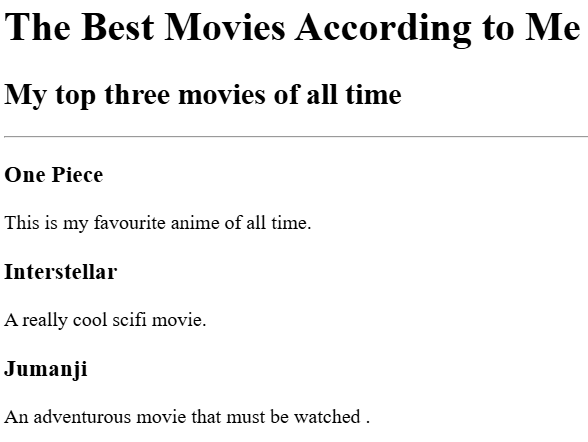 The Best Movies According to Me
My top three movies of all time
One Piece
This is my favourite anime of all time.
Interstellar
A really cool scifi movie.
Jumanji
An adventurous movie that must be watched .